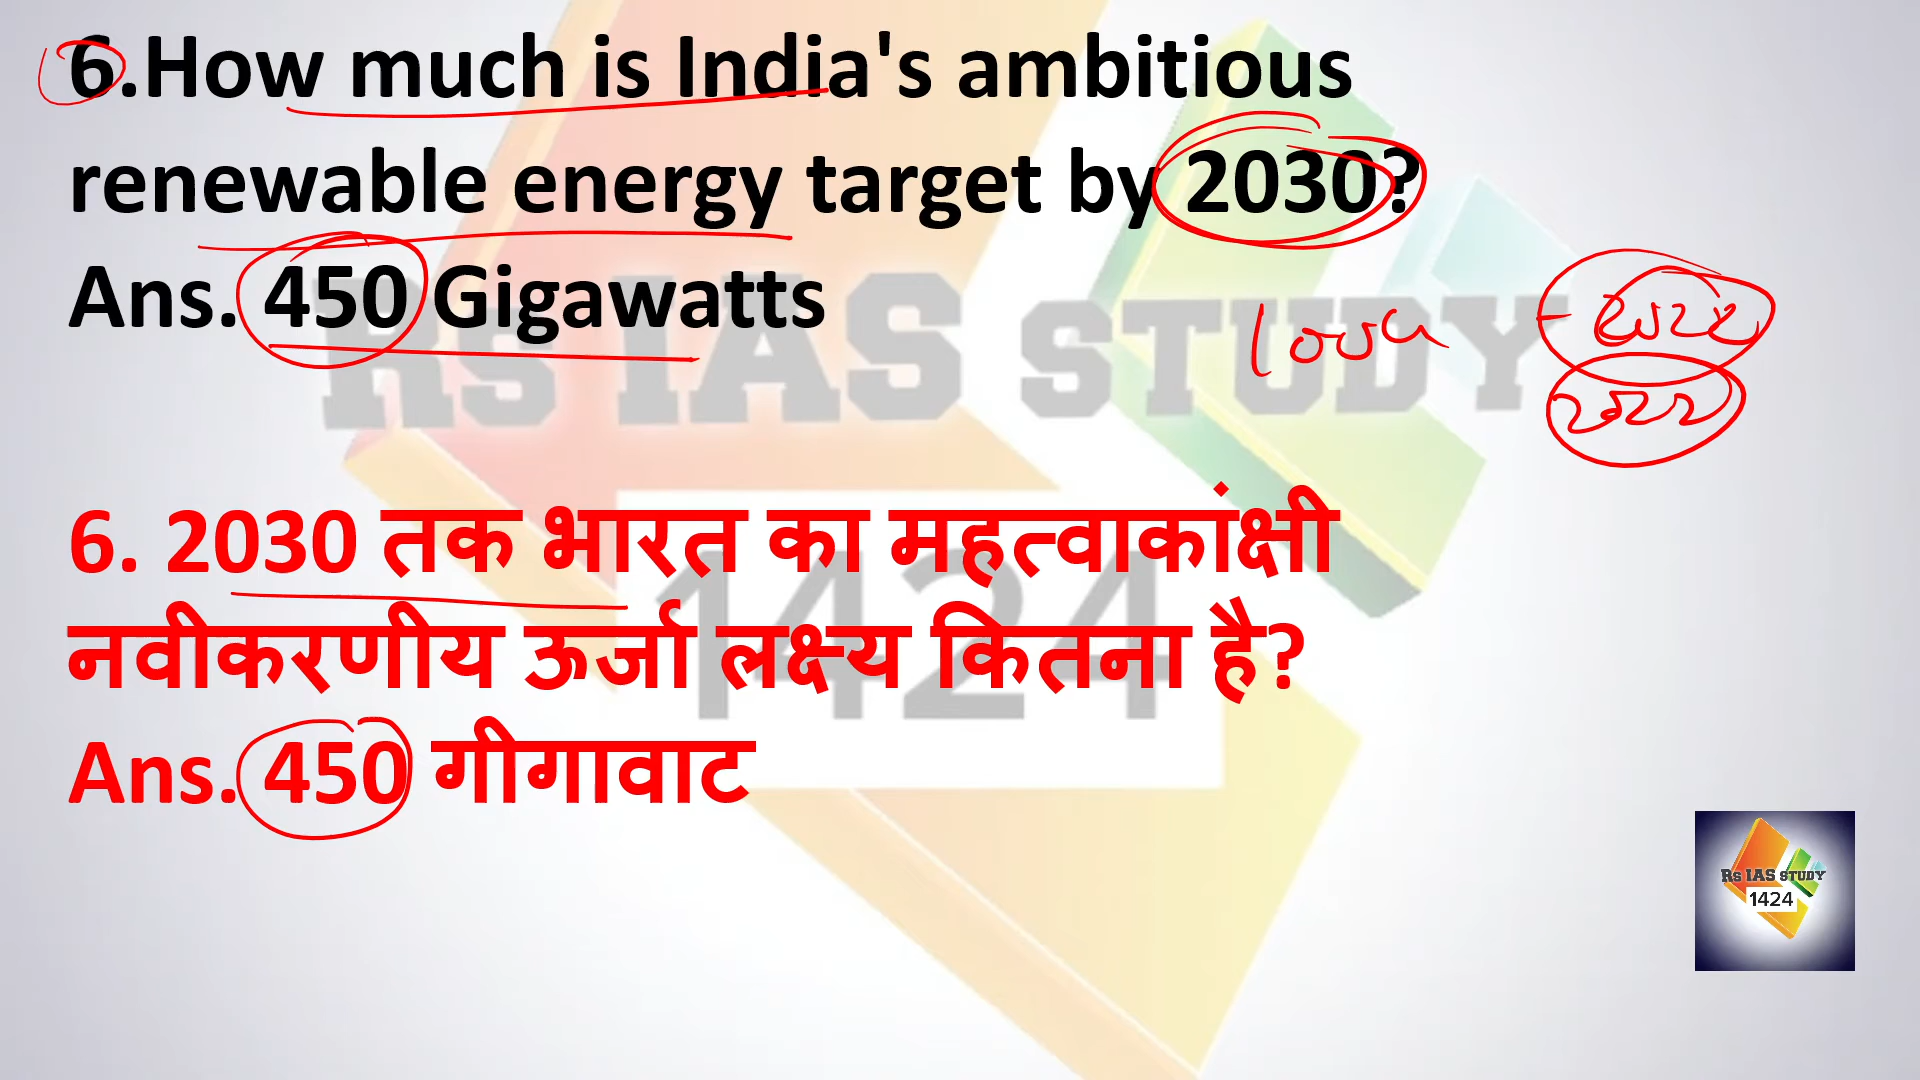 6.How much is India's ambitious
renewable energy target by 2030?
Ans. 450 Gigawatts
2022
6. 2030 तक भारत का महत्वाकांक्षी
नवीकरणीय ऊर्जा लक्ष्य कितना है?
Ans. 450 गीगावाट
RS IAS STUDY
1424
RS IAS STUDY
1424